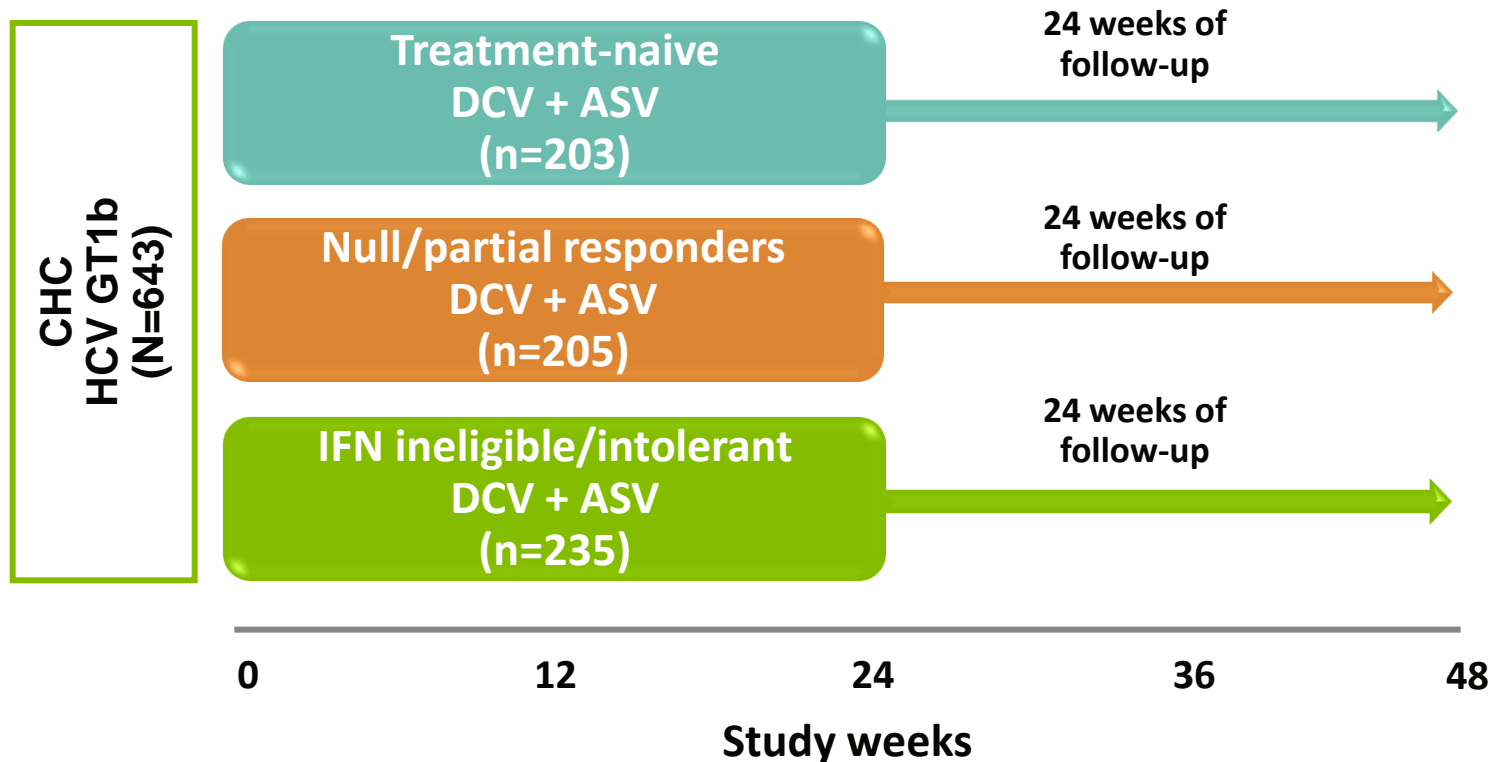 CHC
HCV GT1b
(N=643)
Treatment-naive
DCV + ASV
(n=203)
24 weeks of
follow-up
Null/partial responders
DCV + ASV
(n=205)
24 weeks of
follow-up
IFN ineligible/intolerant
DCV + ASV
(n=235)
24 weeks of
follow-up
0 12 24 36 48
Study weeks